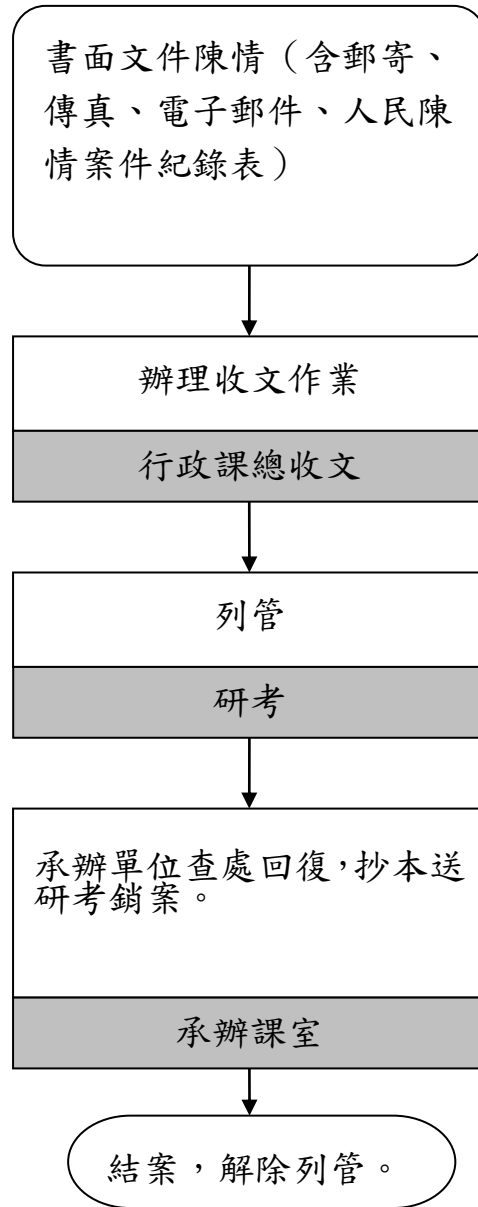 書面文件陳情（含郵寄、
傳真、電子郵件、人民陳
情案件紀錄表）
辦理收文作業
行政課總收文
列管
研考
承辦單位查處回復，抄本送
研考銷案。
承辦課室
結案，解除列管。